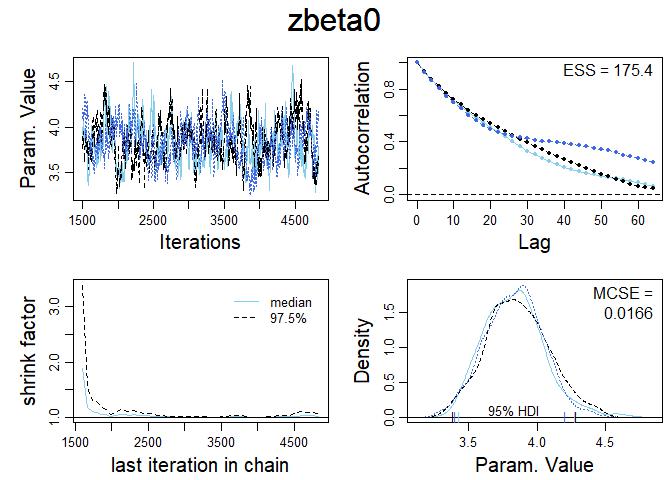 zbeta0
Param. Value
3.5 4.0 4.5
1500 2500 3500 4500
Iterations
Autocorrelation
0.0 0.4 0.8
ESS = 175.4
0 10 20 30 40 50 60
Lag
shrink factor
1.0 2.0 3.0
median
97.5%
1500 2500 3500 4500
last iteration in chain
Density
0.0 0.5 1.0 1.5
MCSE =
0.0166
95% HDI
3.5 4.0 4.5
Param. Value